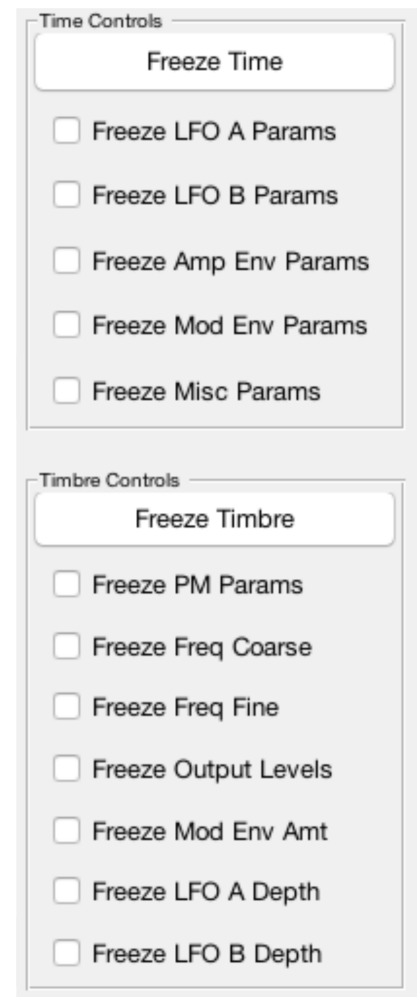 Time Controls
Freeze Time
Freeze LFO A Params
Freeze LFO B Params
Freeze Amp Env Params
Freeze Mod Env Params
Freeze Misc Params
Timbre Controls
Freeze Timbre
Freeze PM Params
Freeze Freq Coarse
Freeze Freq Fine
Freeze Output Levels
Freeze Mod Env Amt
Freeze LFO A Depth
Freeze LFO B Depth